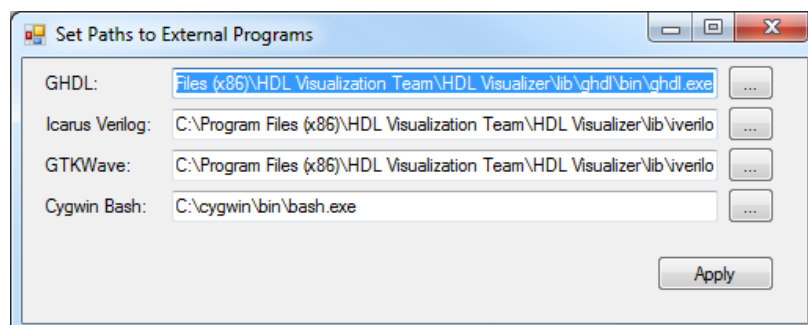 Set Paths to External Programs
GHDL: Files (x86)\HDL Visualization Team\HDL Visualizer\lib\ghdl\bin\ghdl.exe ...
Icarus Verilog: C:\Program Files (x86)\HDL Visualization Team\HDL Visualizer\lib\iverilo ...
GTKWave: C:\Program Files (x86)\HDL Visualization Team\HDL Visualizer\lib\iverilo ...
Cygwin Bash: C:\cygwin\bin\bash.exe ...
Apply